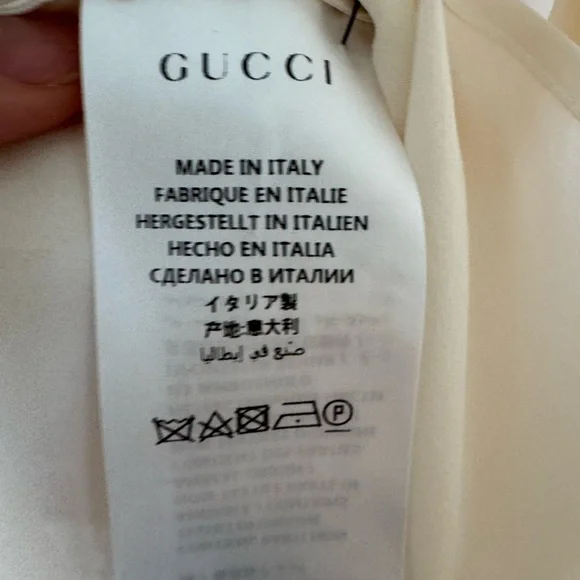 GUCCI
MADE IN ITALY
FABRIQUE EN ITALIE
HERGESTELLT IN ITALIEN
HECHO EN ITALIA
СДЕЛАНО В ИТАЛИИ
イタリア製
产地:意大利
صنع في إيطاليا
P